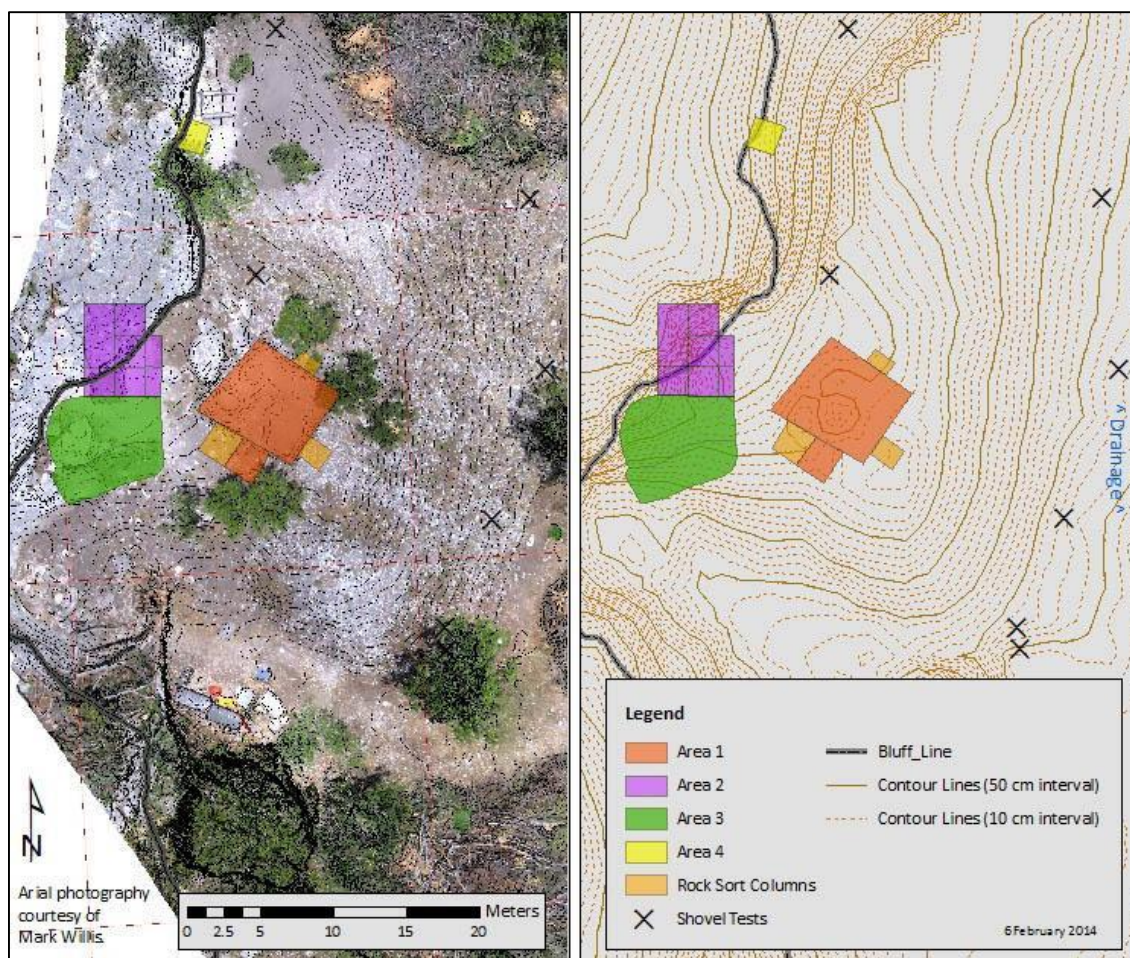 N
Arial photography
courtesy of
Mark Willis.
Meters
0 2.5 5 10 15 20
< Drainage >
Legend
Area 1
Area 2
Area 3
Area 4
Rock Sort Columns
Shovel Tests
Bluff_Line
Contour Lines (50 cm interval)
Contour Lines (10 cm interval)
6 February 2014